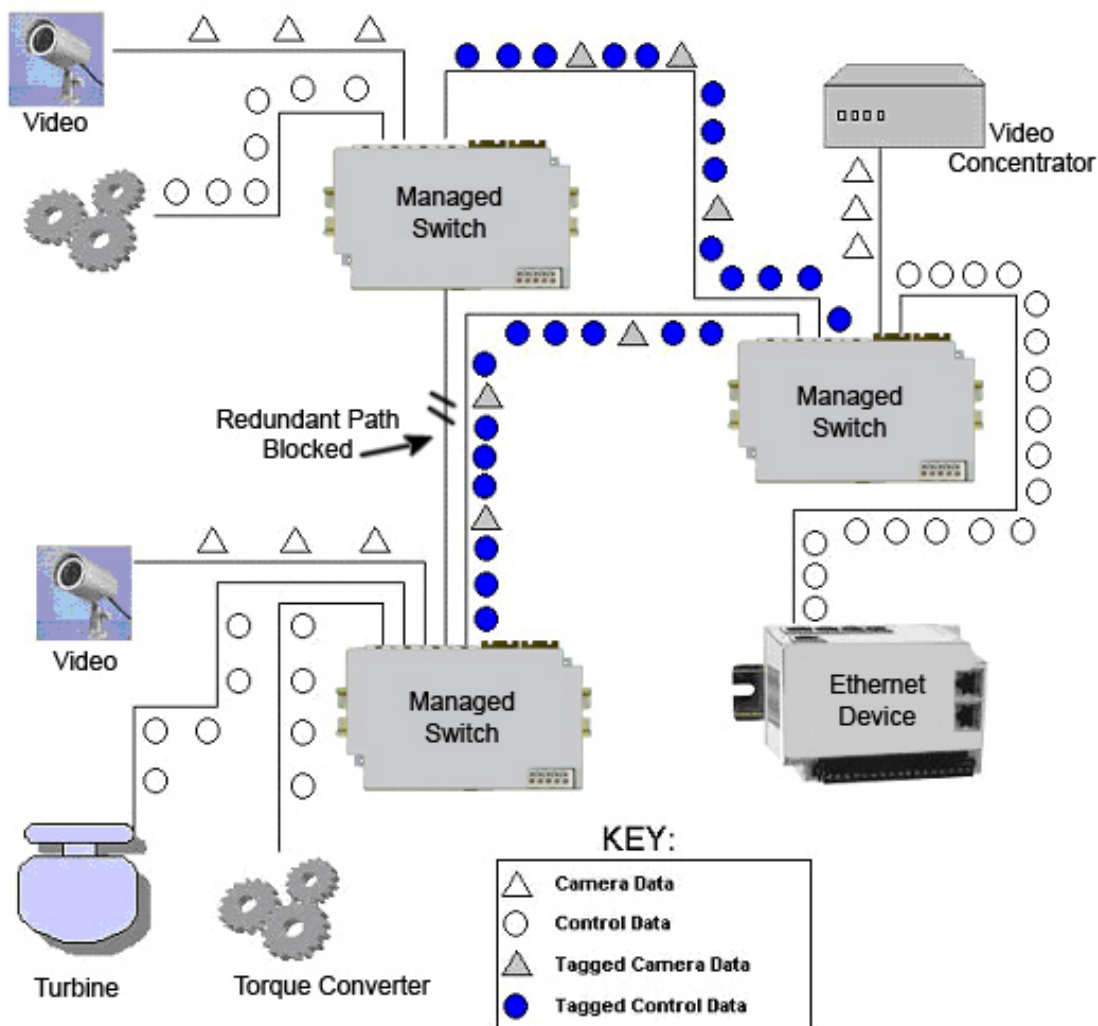 Video
Managed
Switch
Video
Concentrator
Managed
Switch
Redundant Path
Blocked
Video
Managed
Switch
Ethernet
Device
Turbine
Torque Converter
KEY:
Camera Data
Control Data
Tagged Camera Data
Tagged Control Data